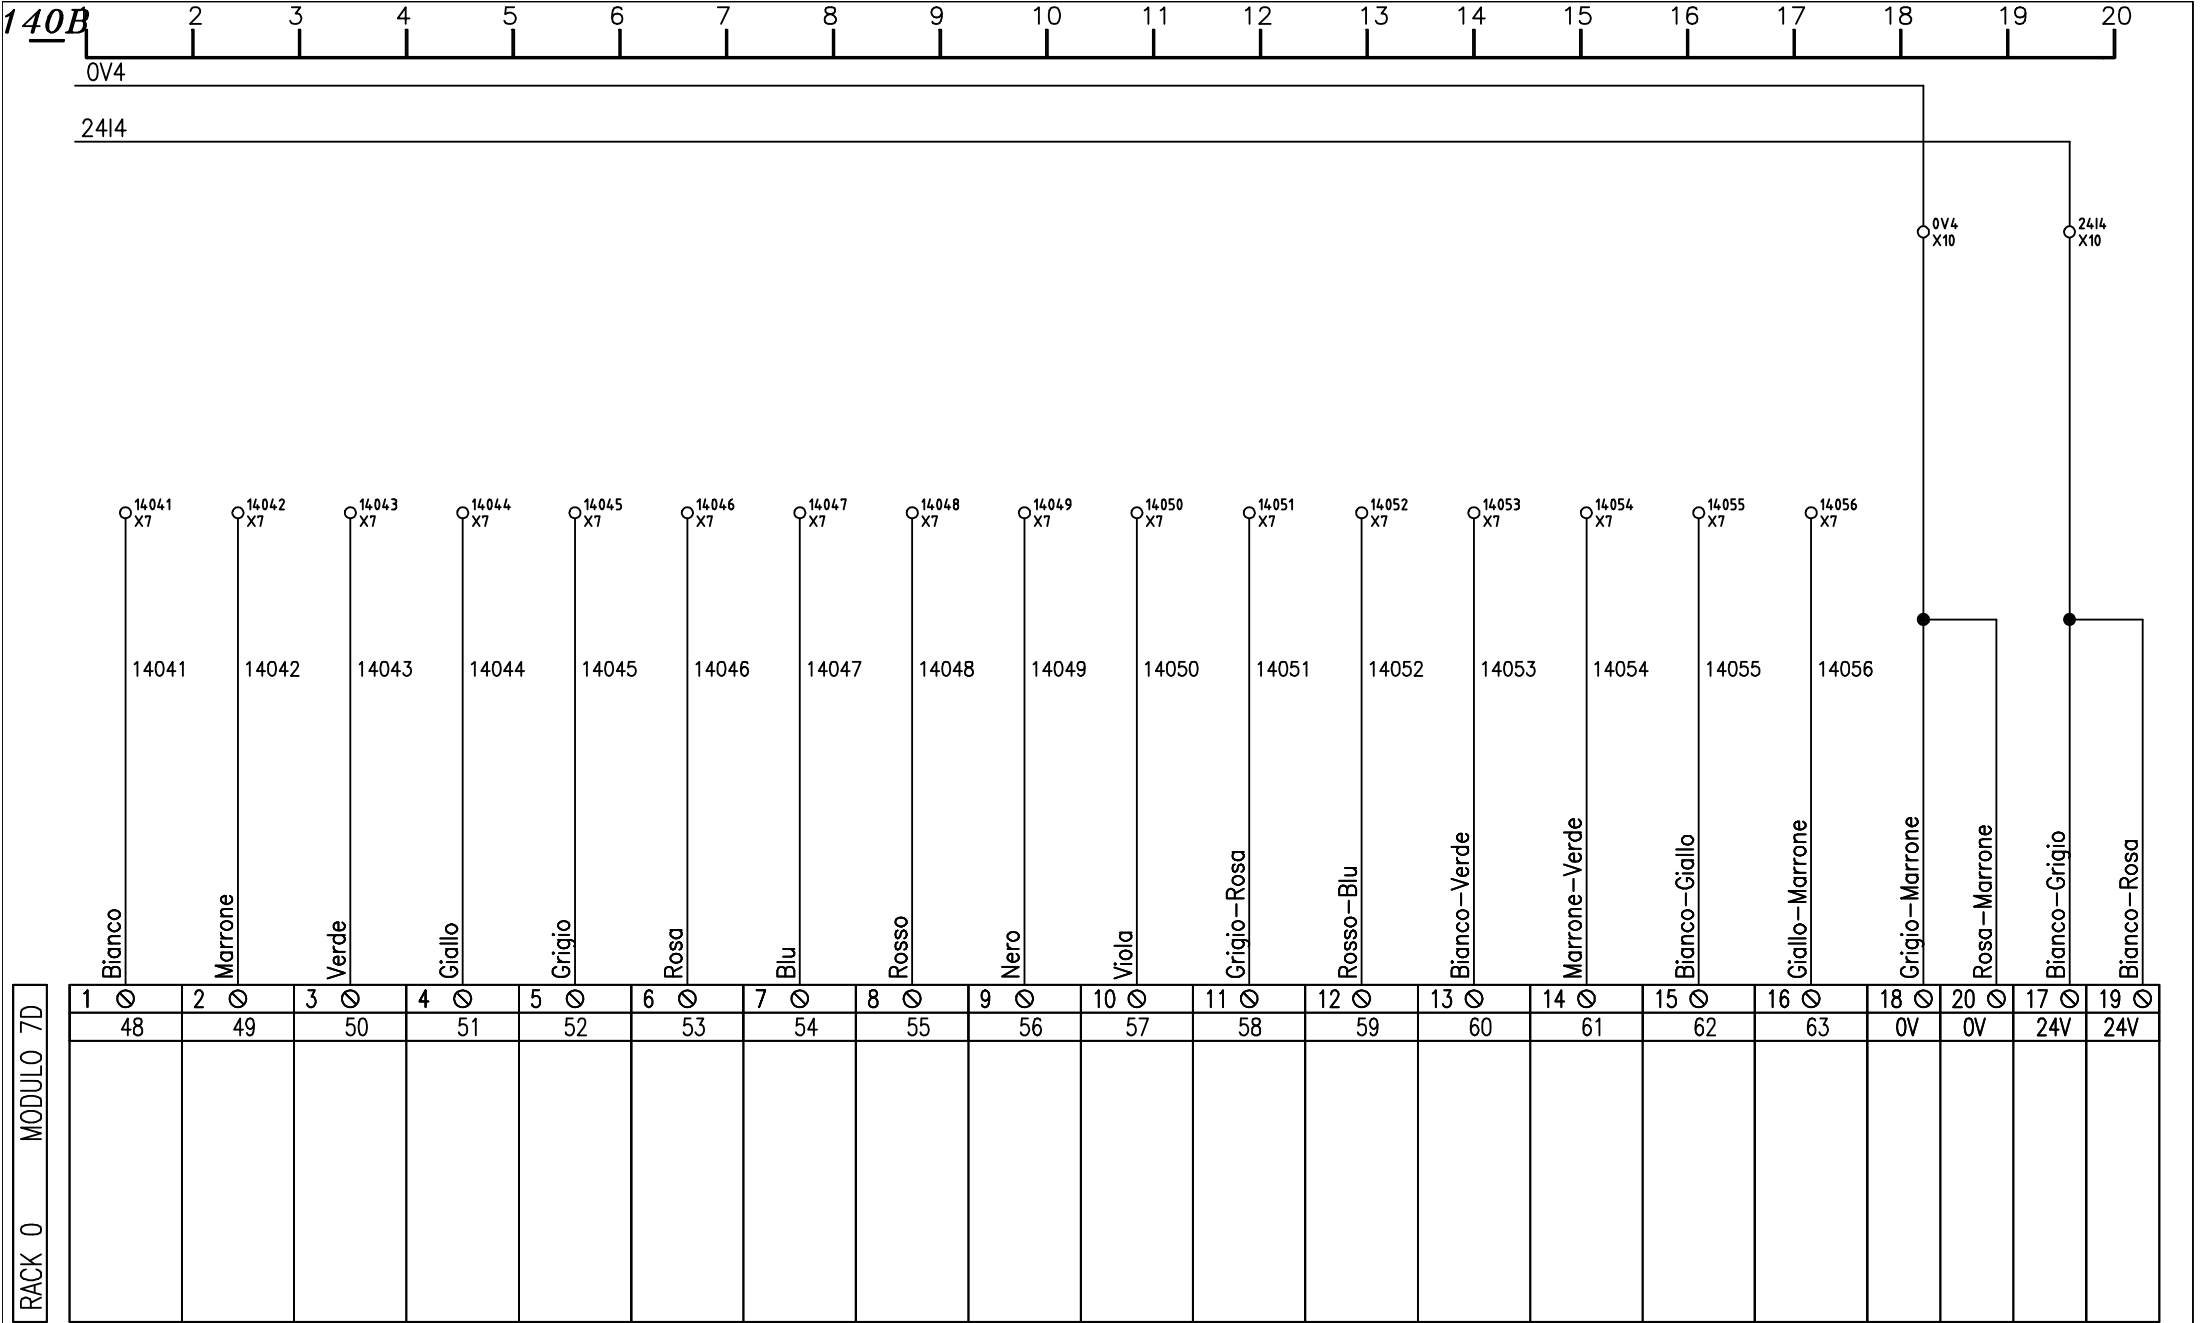 140B
1 2 3 4 5 6 7 8 9 10 11 12 13 14 15 16 17 18 19 20
0V4
24I4
0V4 24I4
X10 X10
14041 14042 14043 14044 14045 14046 14047 14048 14049 14050 14051 14052 14053 14054 14055 14056
X7 X7 X7 X7 X7 X7 X7 X7 X7 X7 X7 X7 X7 X7 X7 X7
14041 14042 14043 14044 14045 14046 14047 14048 14049 14050 14051 14052 14053 14054 14055 14056
Bianco
Marrone
Verde
Giallo
Grigio
Rosa
Blu
Rosso
Nero
Viola
Grigio-Rosa
Rosso-Blu
Bianco-Verde
Marrone-Verde
Bianco-Giallo
Giallo-Marrone
Grigio-Marrone
Rosa-Marrone
Bianco-Grigio
Bianco-Rosa
1 2 3 4 5 6 7 8 9 10 11 12 13 14 15 16 18 20 17 19
48 49 50 51 52 53 54 55 56 57 58 59 60 61 62 63 0V 0V 24V 24V
RACK 0 MODULO 7D